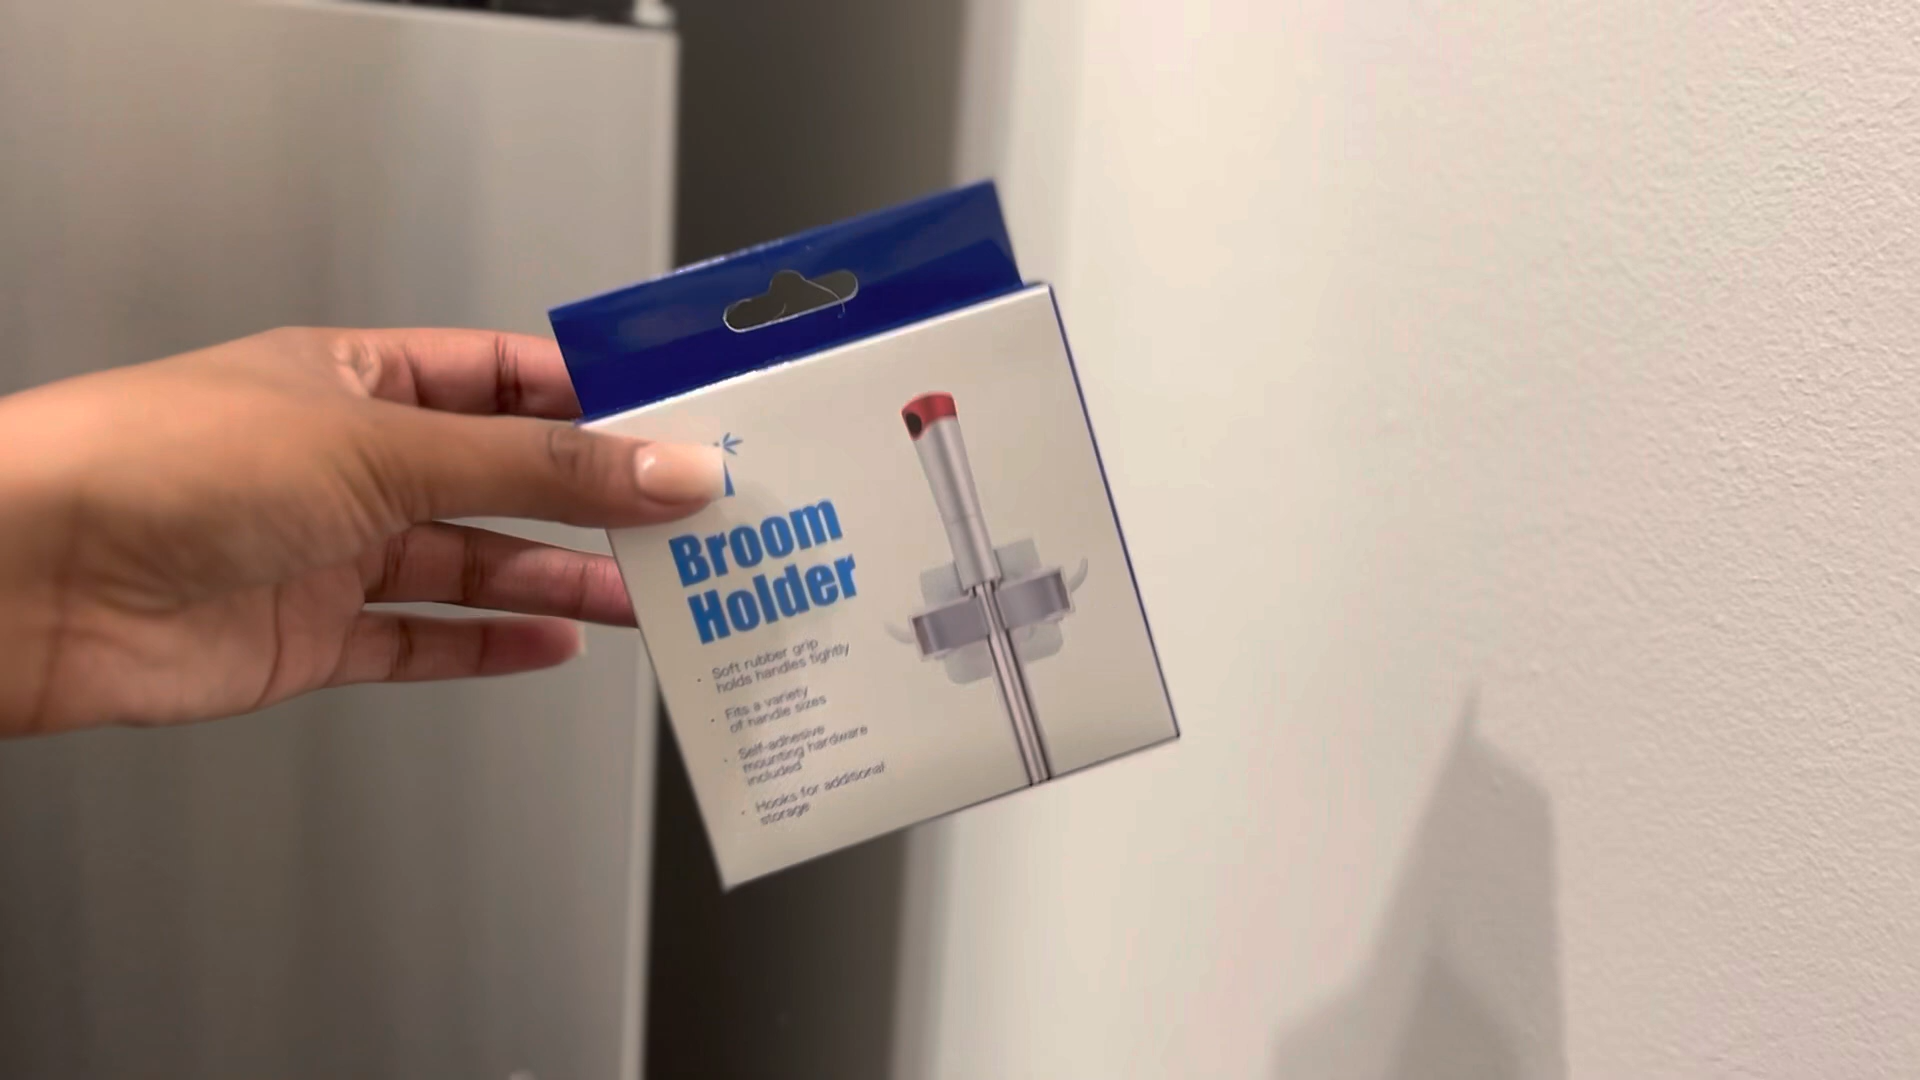 Broom
Holder
· Soft rubber grip
holds handles tightly
· Fits a variety
of handle sizes
· Self-adhesive
mounting hardware
included
· Hooks for additional
storage